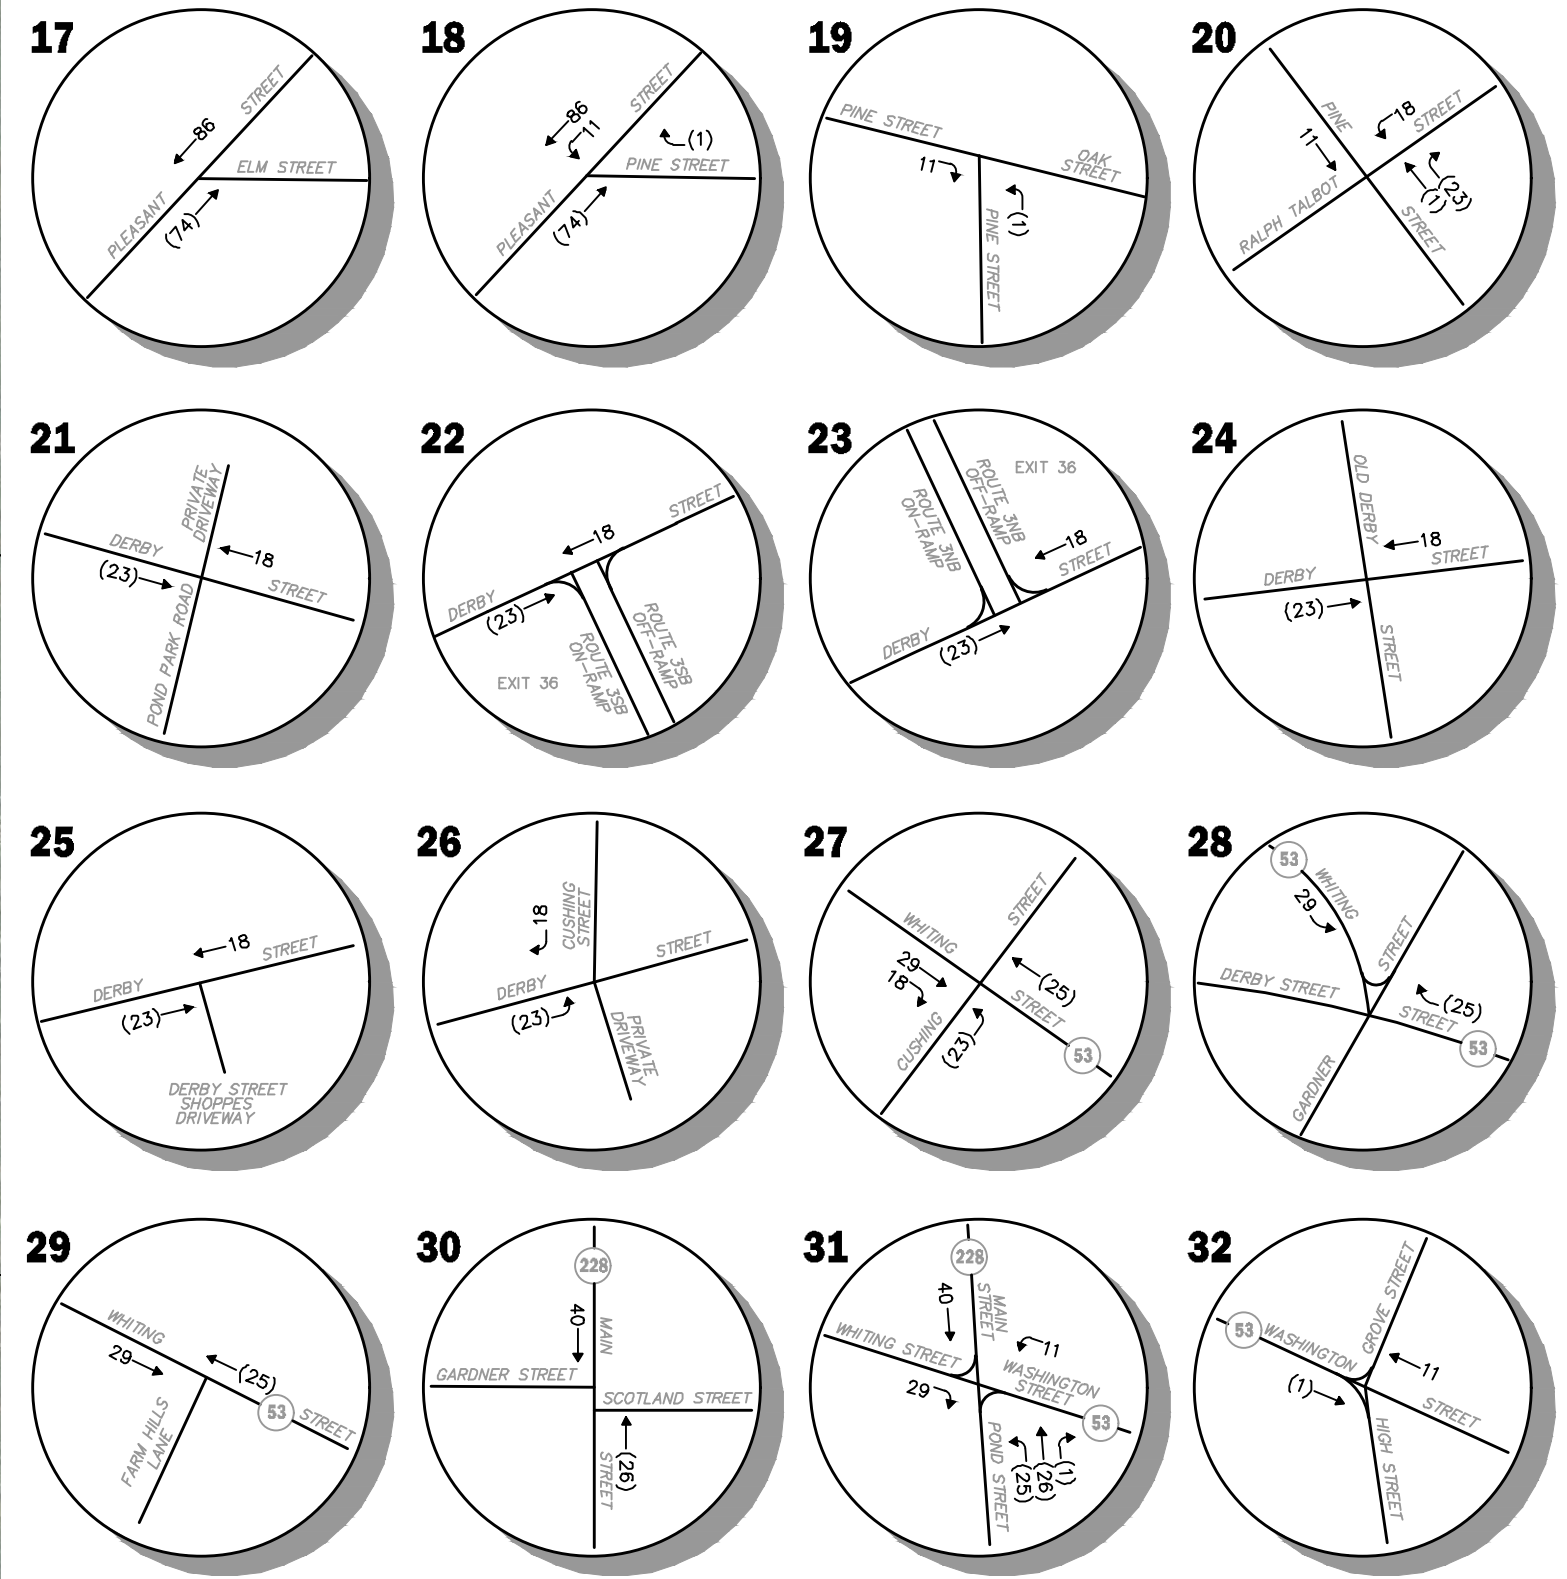 17
STREET
86
ELM STREET
PLEASANT
(74)
18
STREET
86
11
(1)
PINE STREET
PLEASANT
(74)
19
PINE STREET
OAK
STREET
11
(1)
PINE STREET
20
PINE
11
18
STREET
(23)
(1)
RALPH TALBOT
STREET
21
PRIVATE
DRIVEWAY
DERBY
18
(23)
STREET
POND PARK ROAD
22
STREET
18
DERBY
(23)
ROUTE 3SB
OFF-RAMP
ROUTE 3SB
ON-RAMP
EXIT 36
23
EXIT 36
ROUTE 3NB
OFF-RAMP
ROUTE 3NB
ON-RAMP
18
STREET
DERBY
(23)
24
OLD DERBY
18
STREET
DERBY
(23)
STREET
25
18
STREET
DERBY
(23)
DERBY STREET
SHOPPES
DRIVEWAY
26
18
CUSHING
STREET
STREET
DERBY
(23)
PRIVATE
DRIVEWAY
27
WHITING
STREET
29
18
(25)
STREET
CUSHING
(23)
53
28
53
WHITING
29
STREET
DERBY STREET
(25)
STREET
53
GARDNER
29
WHITING
29
(25)
53
STREET
FARM HILLS
LANE
30
228
40
MAIN
GARDNER STREET
SCOTLAND STREET
(26)
STREET
31
228
40
MAIN
STREET
WHITING STREET
11
WASHINGTON
STREET
29
53
POND STREET
(25)
(26)
(1)
32
53
WASHINGTON
GROVE STREET
11
(1)
STREET
HIGH STREET